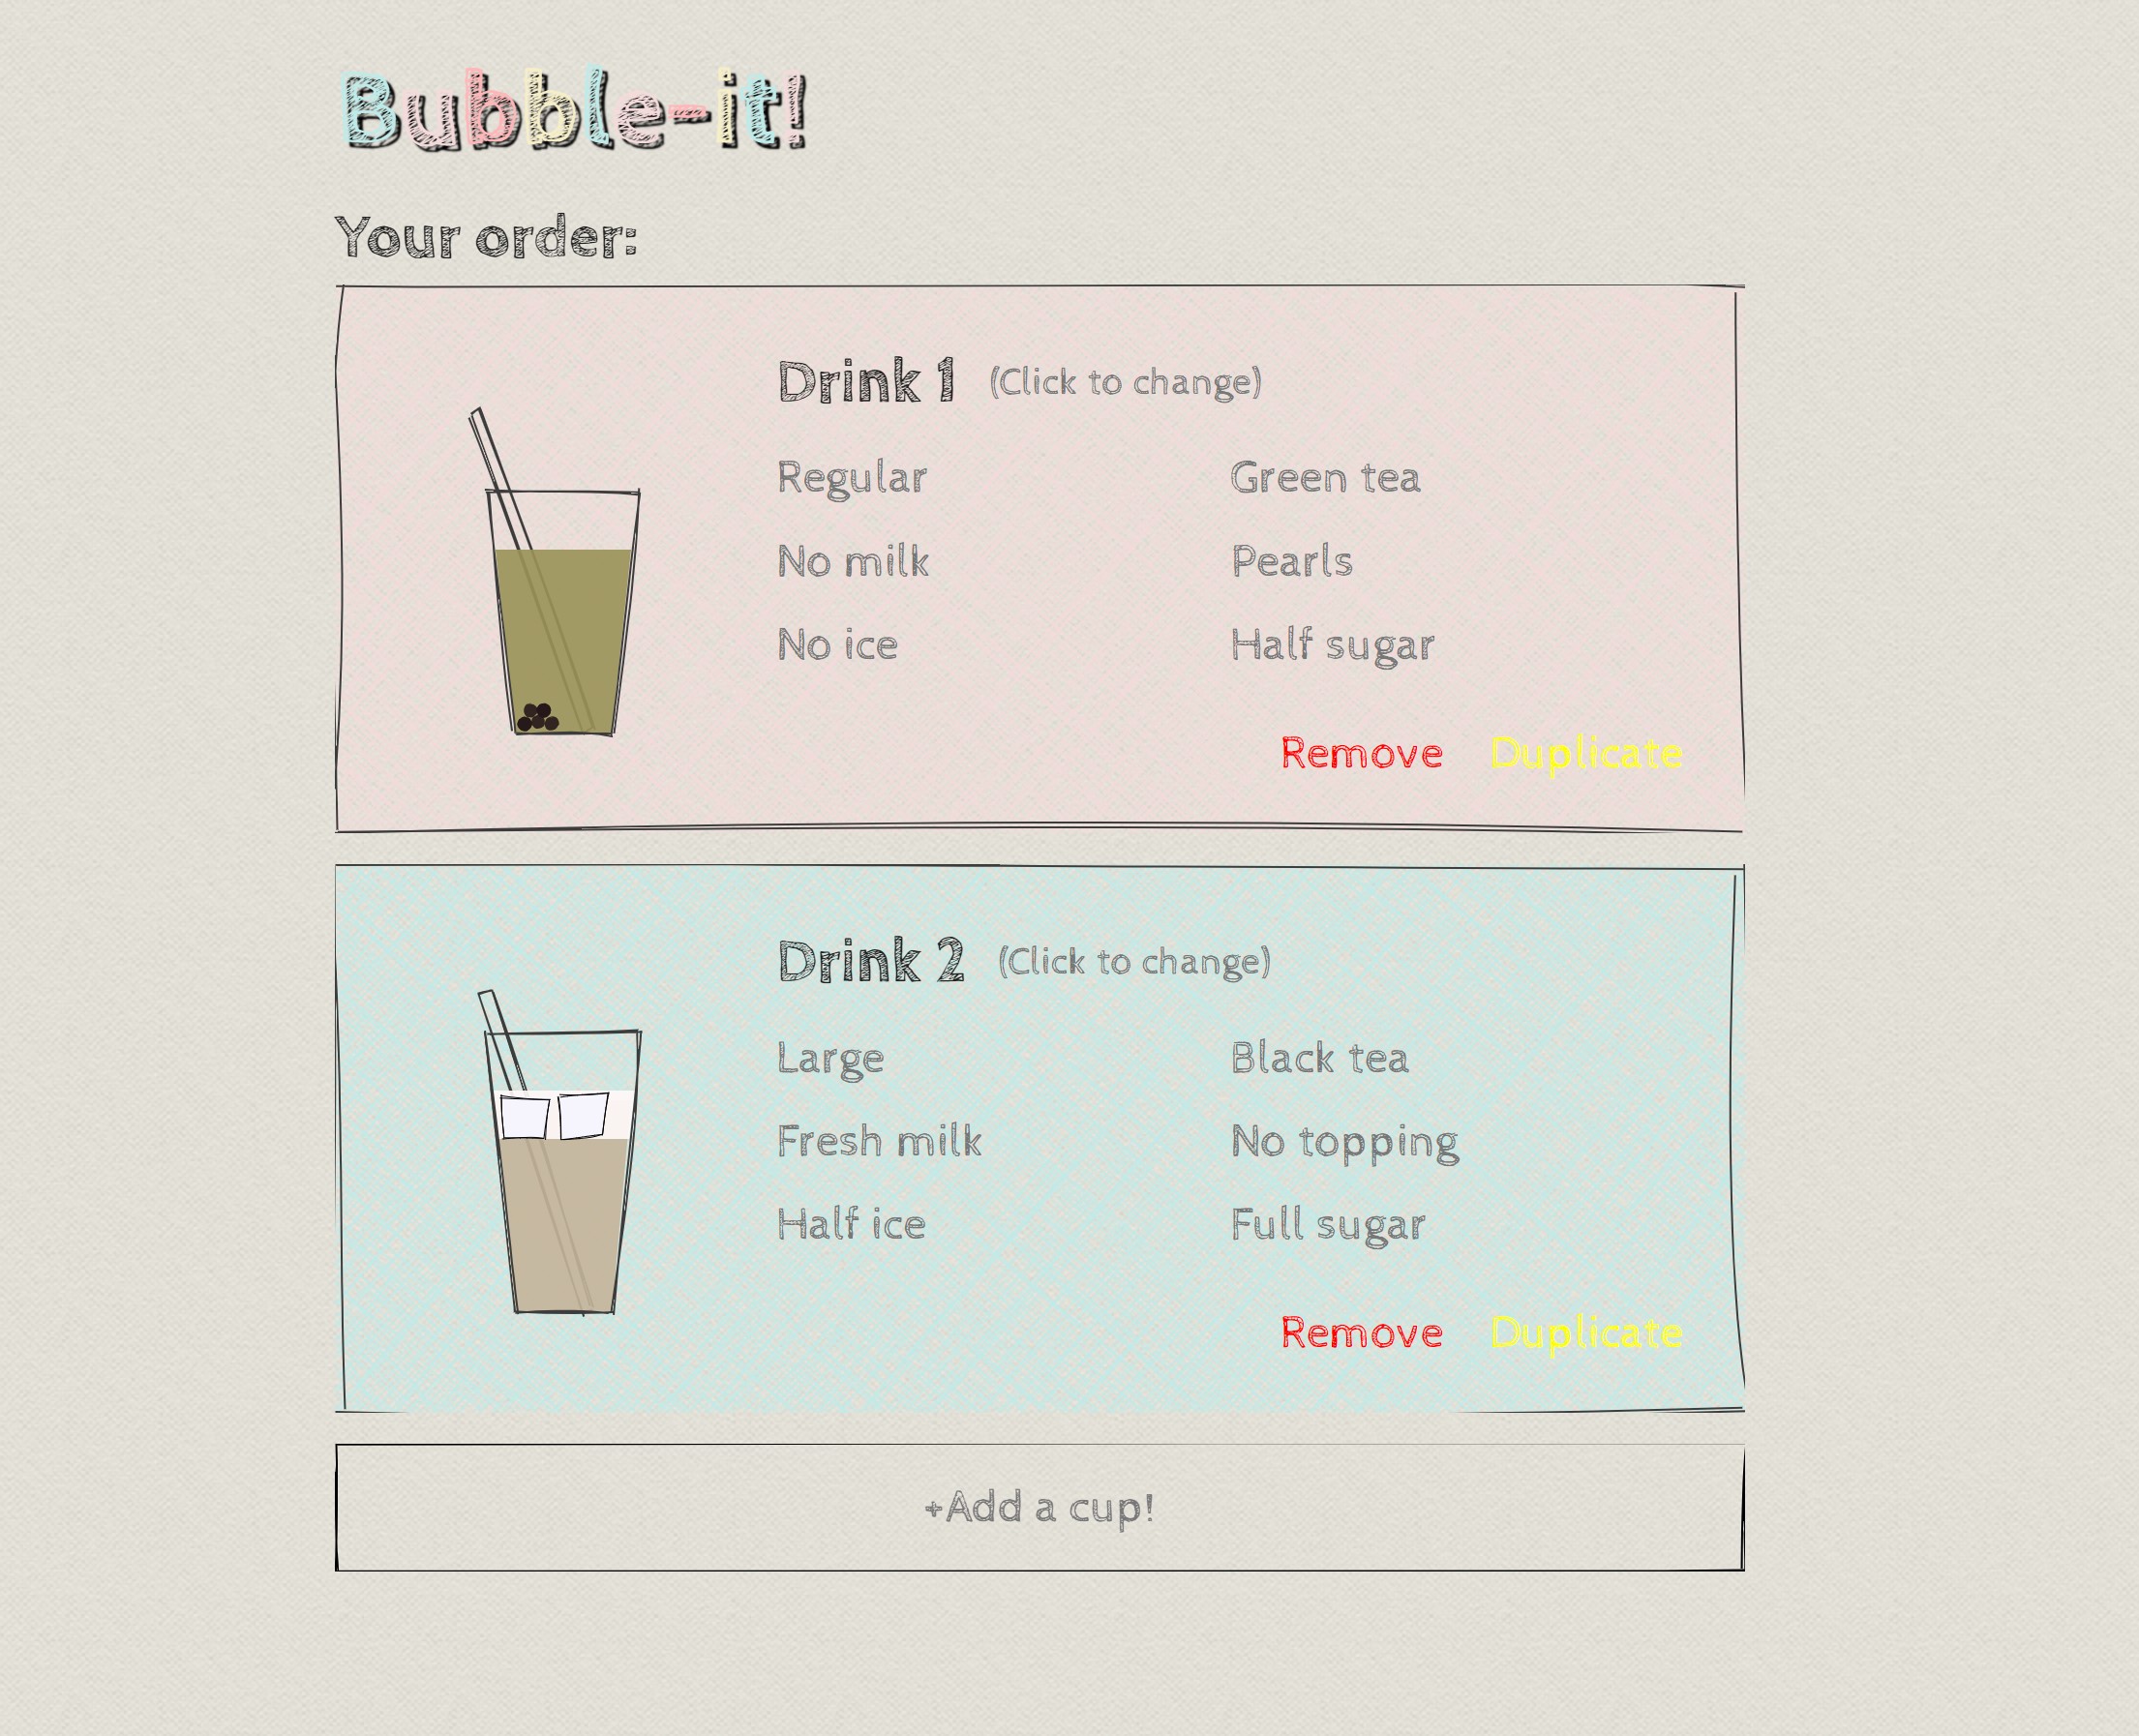 Bubble-it!
Your order:
Drink 1 (Click to change)
Regular Green tea
No milk Pearls
No ice Half sugar
Remove Duplicate
Drink 2 (Click to change)
Large Black tea
Fresh milk No topping
Half ice Full sugar
Remove Duplicate
+Add a cup!